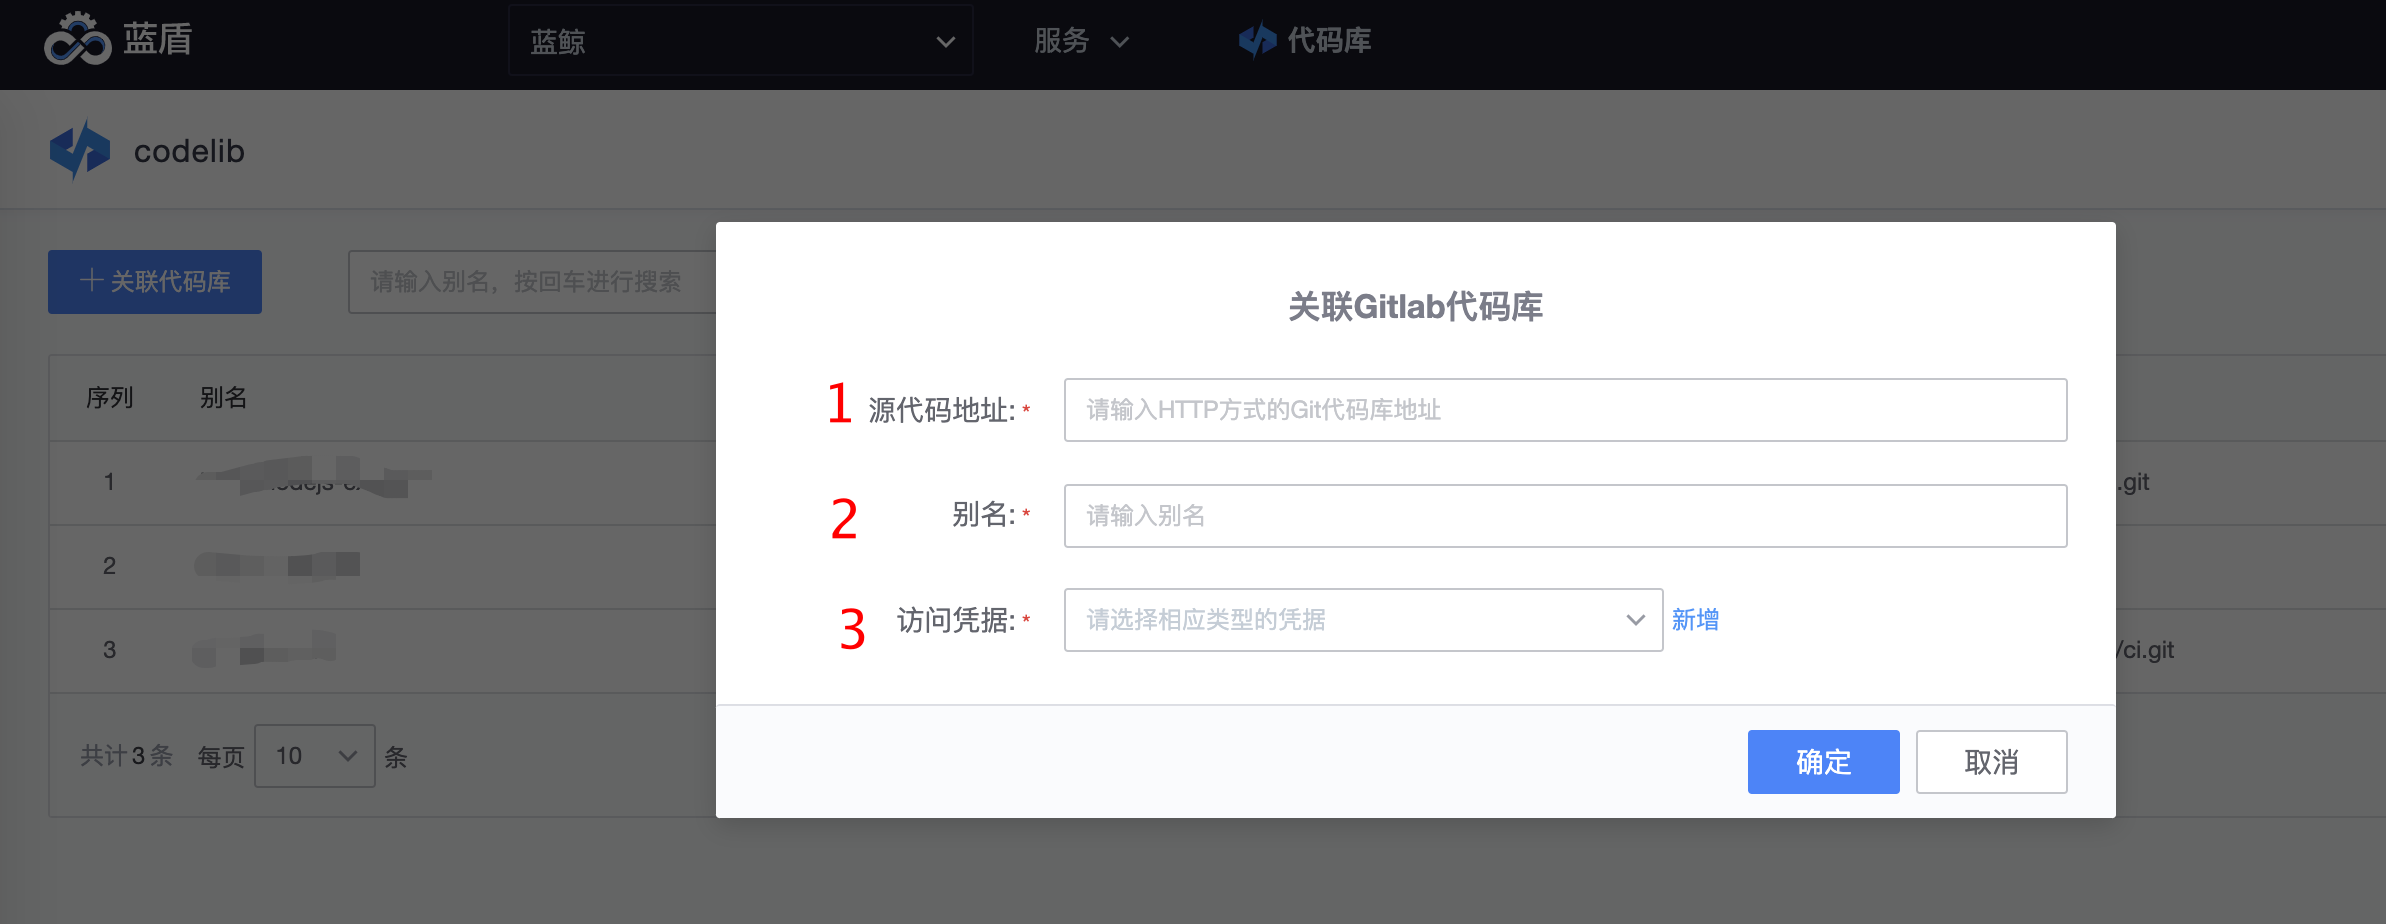 蓝盾
蓝鲸
服务
代码库
codelib
关联代码库
请输入别名，按回车进行搜索
关联Gitlab代码库
1 源代码地址: *
请输入HTTP方式的Git代码库地址
2 别名: *
请输入别名
3 访问凭据: *
请选择相应类型的凭据
新增
确定
取消
序列 别名
1
.git
2
3
/ci.git
共计3条 每页 10 条